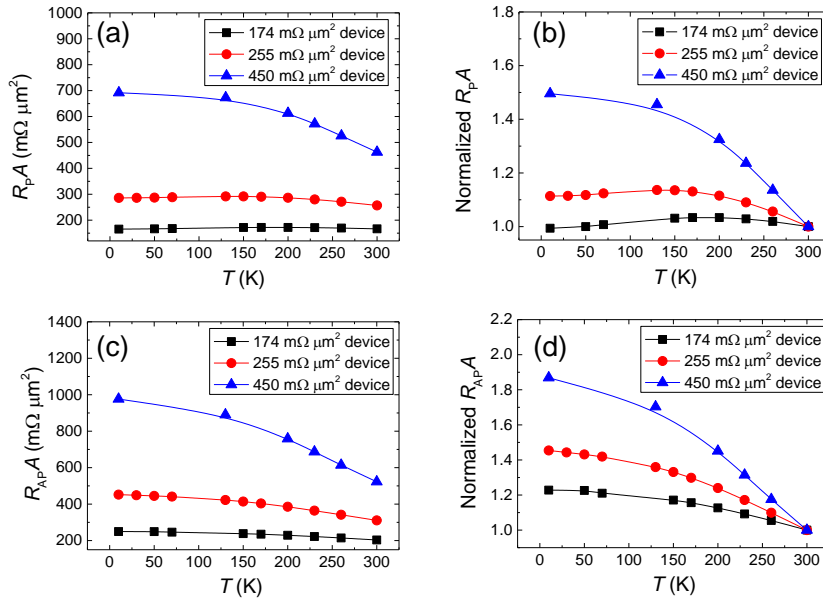 (a)
174 mΩ μm² device
255 mΩ μm² device
450 mΩ μm² device
1000
900
800
700
600
500
400
300
200
R_P A (mΩ μm²)
0 50 100 150 200 250 300
T (K)
(b)
174 mΩ μm² device
255 mΩ μm² device
450 mΩ μm² device
1.8
1.6
1.4
1.2
1.0
Normalized R_P A
0 50 100 150 200 250 300
T (K)
(c)
174 mΩ μm² device
255 mΩ μm² device
450 mΩ μm² device
1400
1200
1000
800
600
400
200
R_AP A (mΩ μm²)
0 50 100 150 200 250 300
T (K)
(d)
174 mΩ μm² device
255 mΩ μm² device
450 mΩ μm² device
2.2
2.0
1.8
1.6
1.4
1.2
1.0
Normalized R_AP A
0 50 100 150 200 250 300
T (K)